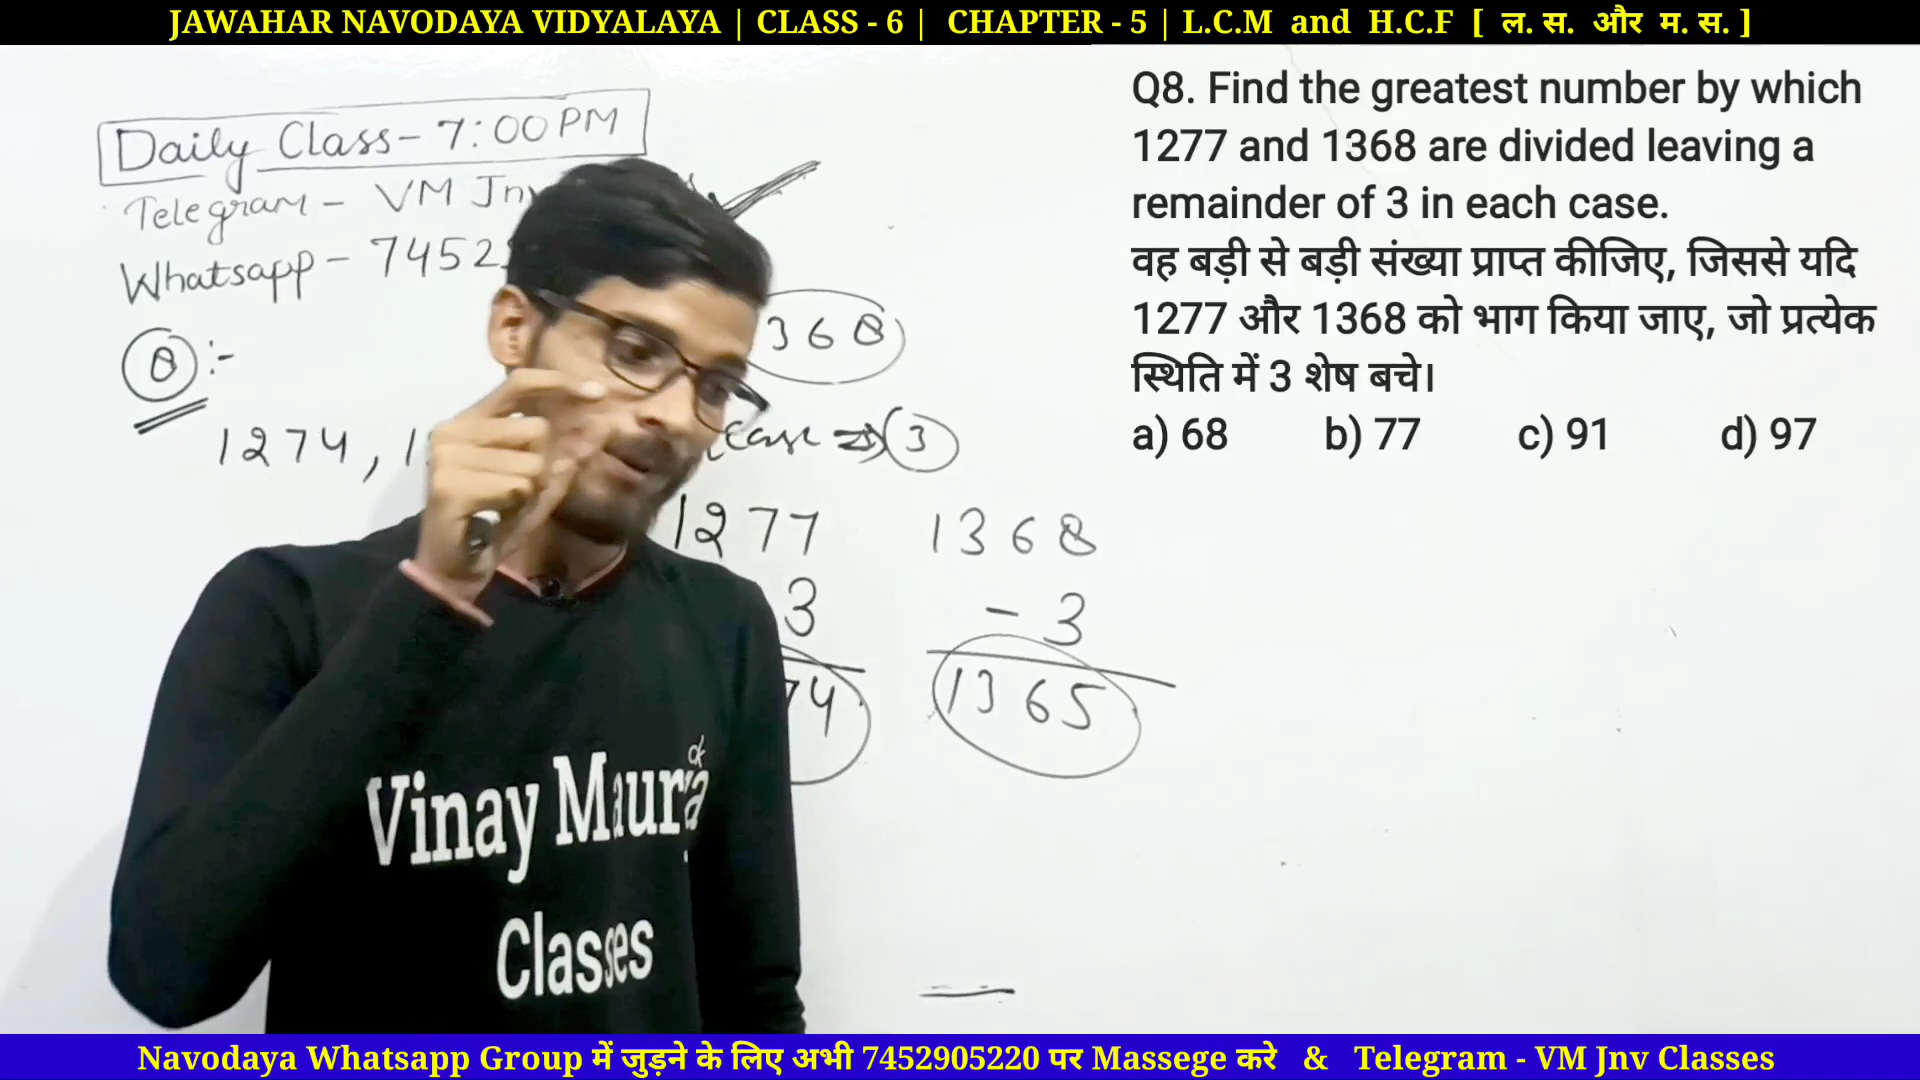 JAWAHAR NAVODAYA VIDYALAYA | CLASS - 6 | CHAPTER - 5 | L.C.M and H.C.F [ ल. स. और म. स. ]
Daily Class - 7:00 PM
Telegram - VM Jnv
Whatsapp - 7452
8 :-
368
1274, 1
case ⇒ 3
1277
3
74
1368
- 3
1365
Q8. Find the greatest number by which
1277 and 1368 are divided leaving a
remainder of 3 in each case.
वह बड़ी से बड़ी संख्या प्राप्त कीजिए, जिससे यदि
1277 और 1368 को भाग किया जाए, जो प्रत्येक
स्थिति में 3 शेष बचे।
a) 68 b) 77 c) 91 d) 97
Vinay Maurya
Classes
Navodaya Whatsapp Group में जुड़ने के लिए अभी 7452905220 पर Massege करे & Telegram - VM Jnv Classes